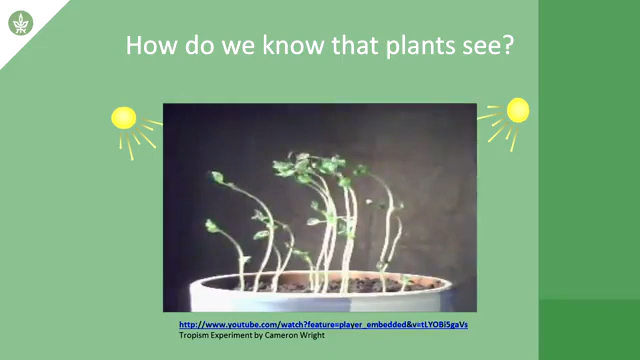 How do we know that plants see?
http://www.youtube.com/watch?feature=player_embedded&v=tLYOBi5gaVs
Tropism Experiment by Cameron Wright